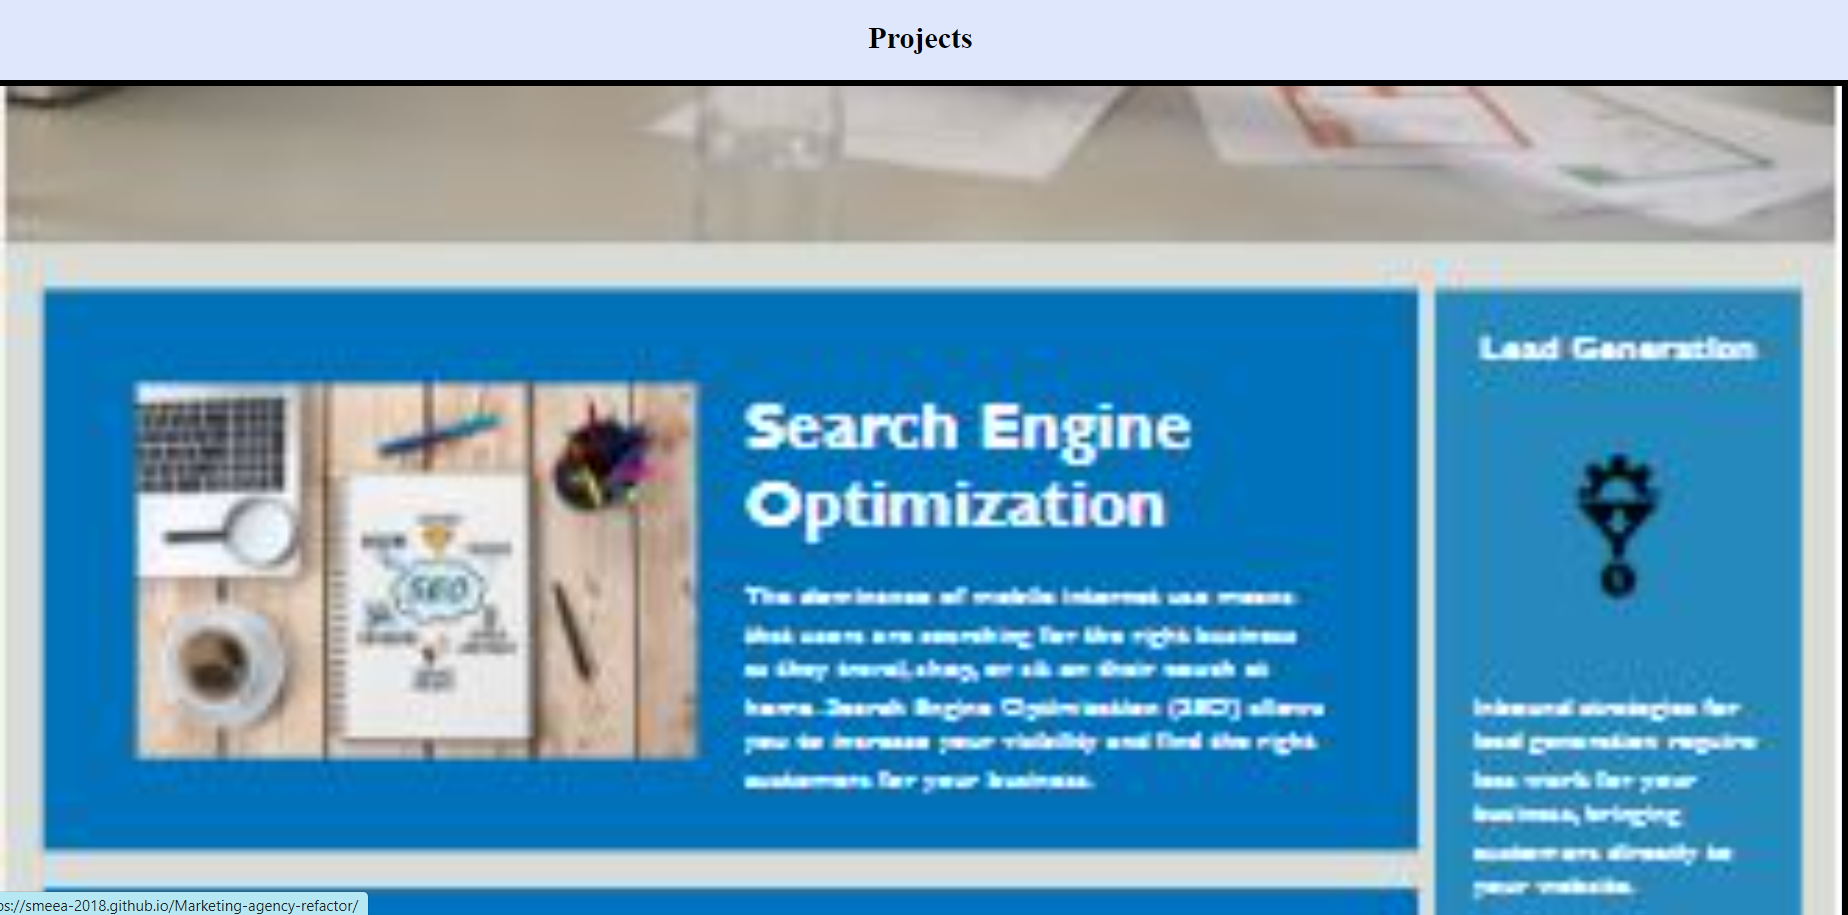 Projects
Lead Generation
Search Engine
Optimization
SEO
The dominance of mobile internet use means
that users are searching for the right business
as they travel, shop, or sit on their couch at
home. Search Engine Optimization (SEO) allows
you to increase your visibility and find the right
customers for your business.
Inbound strategies for
lead generation require
less work for your
business, bringing
customers directly to
your website.
ps://smeea-2018.github.io/Marketing-agency-refactor/